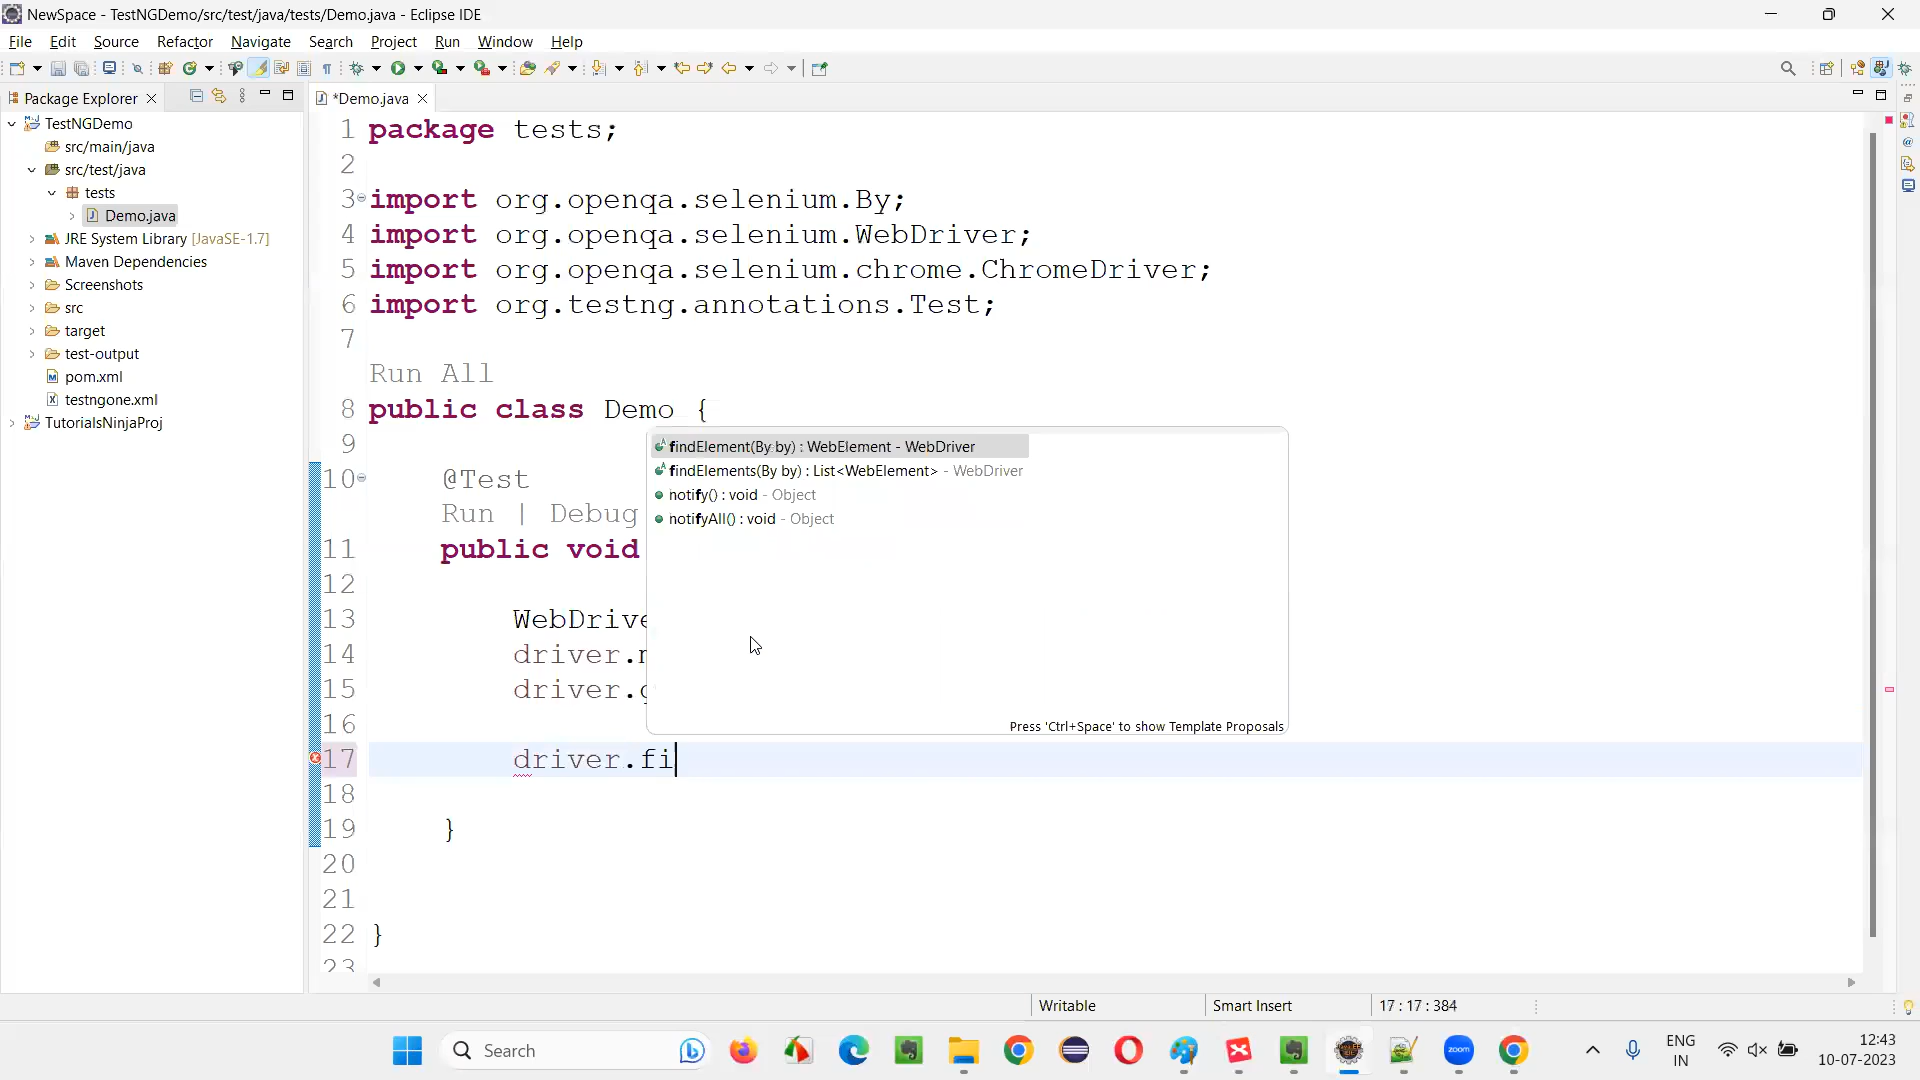 NewSpace - TestNGDemo/src/test/java/tests/Demo.java - Eclipse IDE
File Edit Source Refactor Navigate Search Project Run Window Help
Package Explorer
*Demo.java
TestNGDemo
src/main/java
src/test/java
tests
Demo.java
JRE System Library [JavaSE-1.7]
Maven Dependencies
Screenshots
src
target
test-output
pom.xml
testngone.xml
TutorialsNinjaProj
1 package tests;
2
3 import org.openqa.selenium.By;
4 import org.openqa.selenium.WebDriver;
5 import org.openqa.selenium.chrome.ChromeDriver;
6 import org.testng.annotations.Test;
7
Run All
8 public class Demo {
9
10 @Test
Run | Debug
11 public void
12
13 WebDrive
14 driver.
15 driver.g
16
17 driver.fi
18
19 }
20
21
22 }
23
findElement(By by) : WebElement - WebDriver
findElements(By by) : List<WebElement> - WebDriver
notify() : void - Object
notifyAll() : void - Object
Press 'Ctrl+Space' to show Template Proposals
Writable
Smart Insert
17 : 17 : 384
Search
zoom
ENG
IN
12:43
10-07-2023